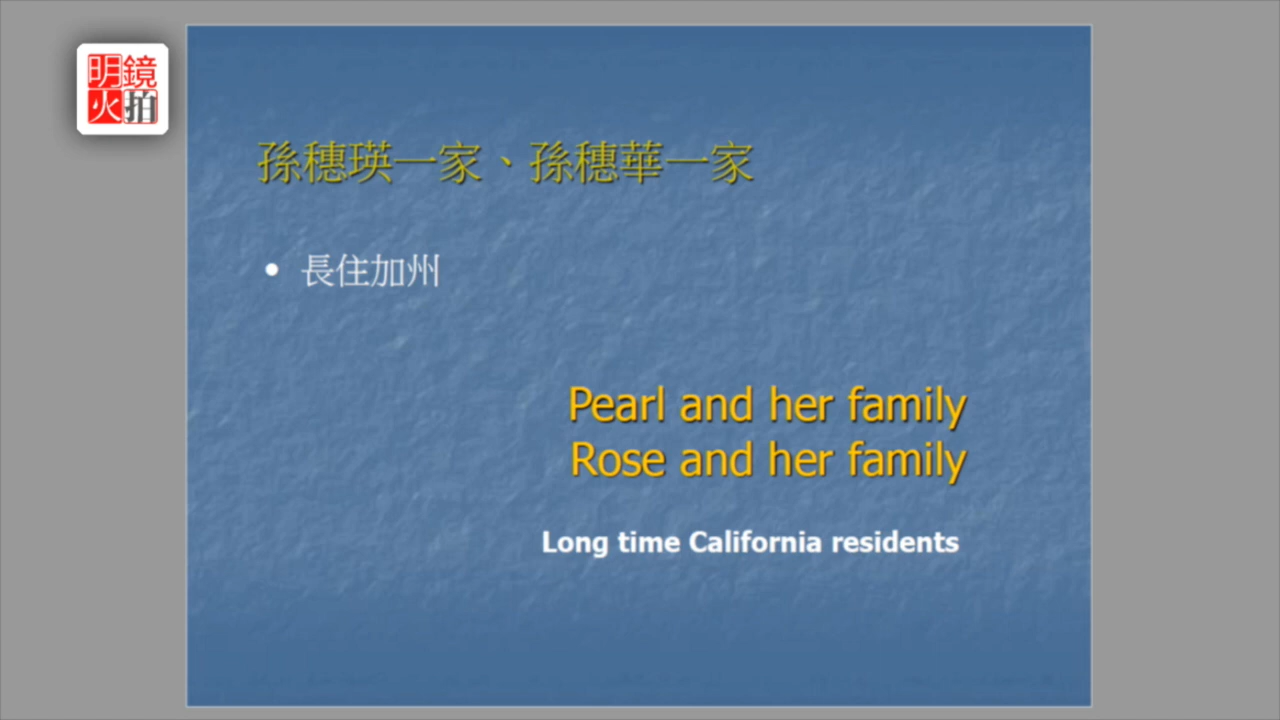 明鏡
火拍
孫穗瑛一家、孫穗華一家
• 長住加州
Pearl and her family
Rose and her family
Long time California residents